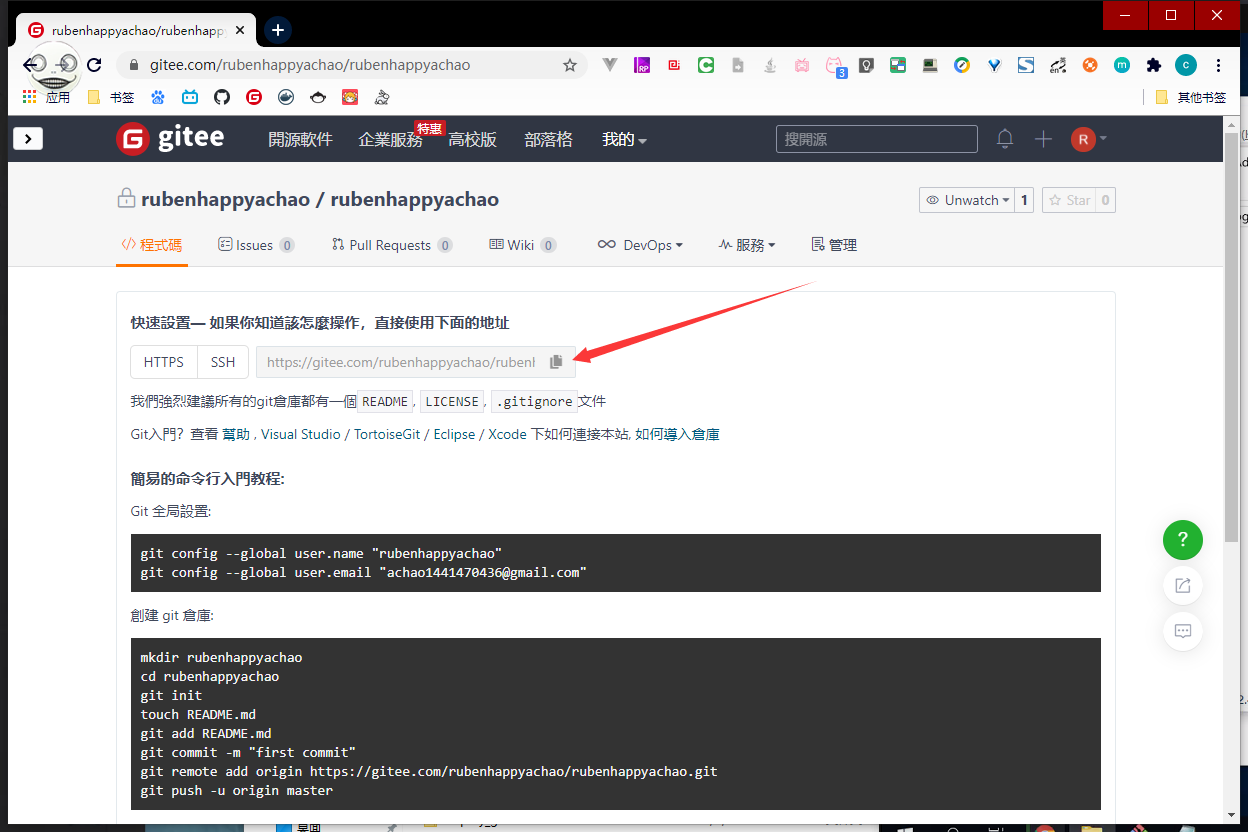 rubenhappyachao/rubenhappy
gitee.com/rubenhappyachao/rubenhappyachao
RP
3
en
m
c
应用
书签
其他书签
gitee
開源軟件
企業服務
特惠
高校版
部落格
我的
搜開源
R
rubenhappyachao / rubenhappyachao
Unwatch 1
Star 0
程式碼
Issues 0
Pull Requests 0
Wiki 0
DevOps
服務
管理
快速設置— 如果你知道該怎麼操作，直接使用下面的地址
HTTPS SSH https://gitee.com/rubenhappyachao/ruben
我們強烈建議所有的git倉庫都有一個 README , LICENSE , .gitignore 文件
Git入門？查看 幫助 , Visual Studio / TortoiseGit / Eclipse / Xcode 下如何連接本站, 如何導入倉庫
簡易的命令行入門教程:
Git 全局設置:
git config --global user.name "rubenhappyachao"
git config --global user.email "achao1441470436@gmail.com"
創建 git 倉庫:
mkdir rubenhappyachao
cd rubenhappyachao
git init
touch README.md
git add README.md
git commit -m "first commit"
git remote add origin https://gitee.com/rubenhappyachao/rubenhappyachao.git
git push -u origin master
?
桌面